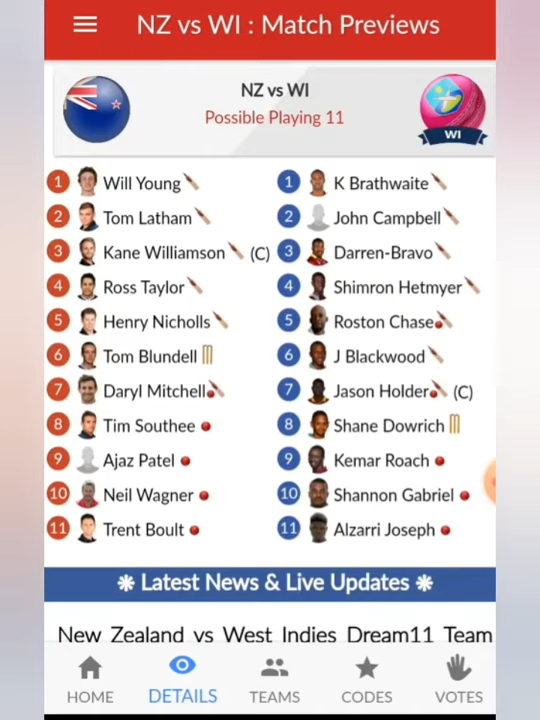 NZ vs WI : Match Previews
NZ vs WI
Possible Playing 11
WI
1 Will Young
2 Tom Latham
3 Kane Williamson (C)
4 Ross Taylor
5 Henry Nicholls
6 Tom Blundell
7 Daryl Mitchell
8 Tim Southee
9 Ajaz Patel
10 Neil Wagner
11 Trent Boult
1 K Brathwaite
2 John Campbell
3 Darren-Bravo
4 Shimron Hetmyer
5 Roston Chase
6 J Blackwood
7 Jason Holder (C)
8 Shane Dowrich
9 Kemar Roach
10 Shannon Gabriel
11 Alzarri Joseph
❋ Latest News & Live Updates ❋
New Zealand vs West Indies Dream11 Team
HOME
DETAILS
TEAMS
CODES
VOTES